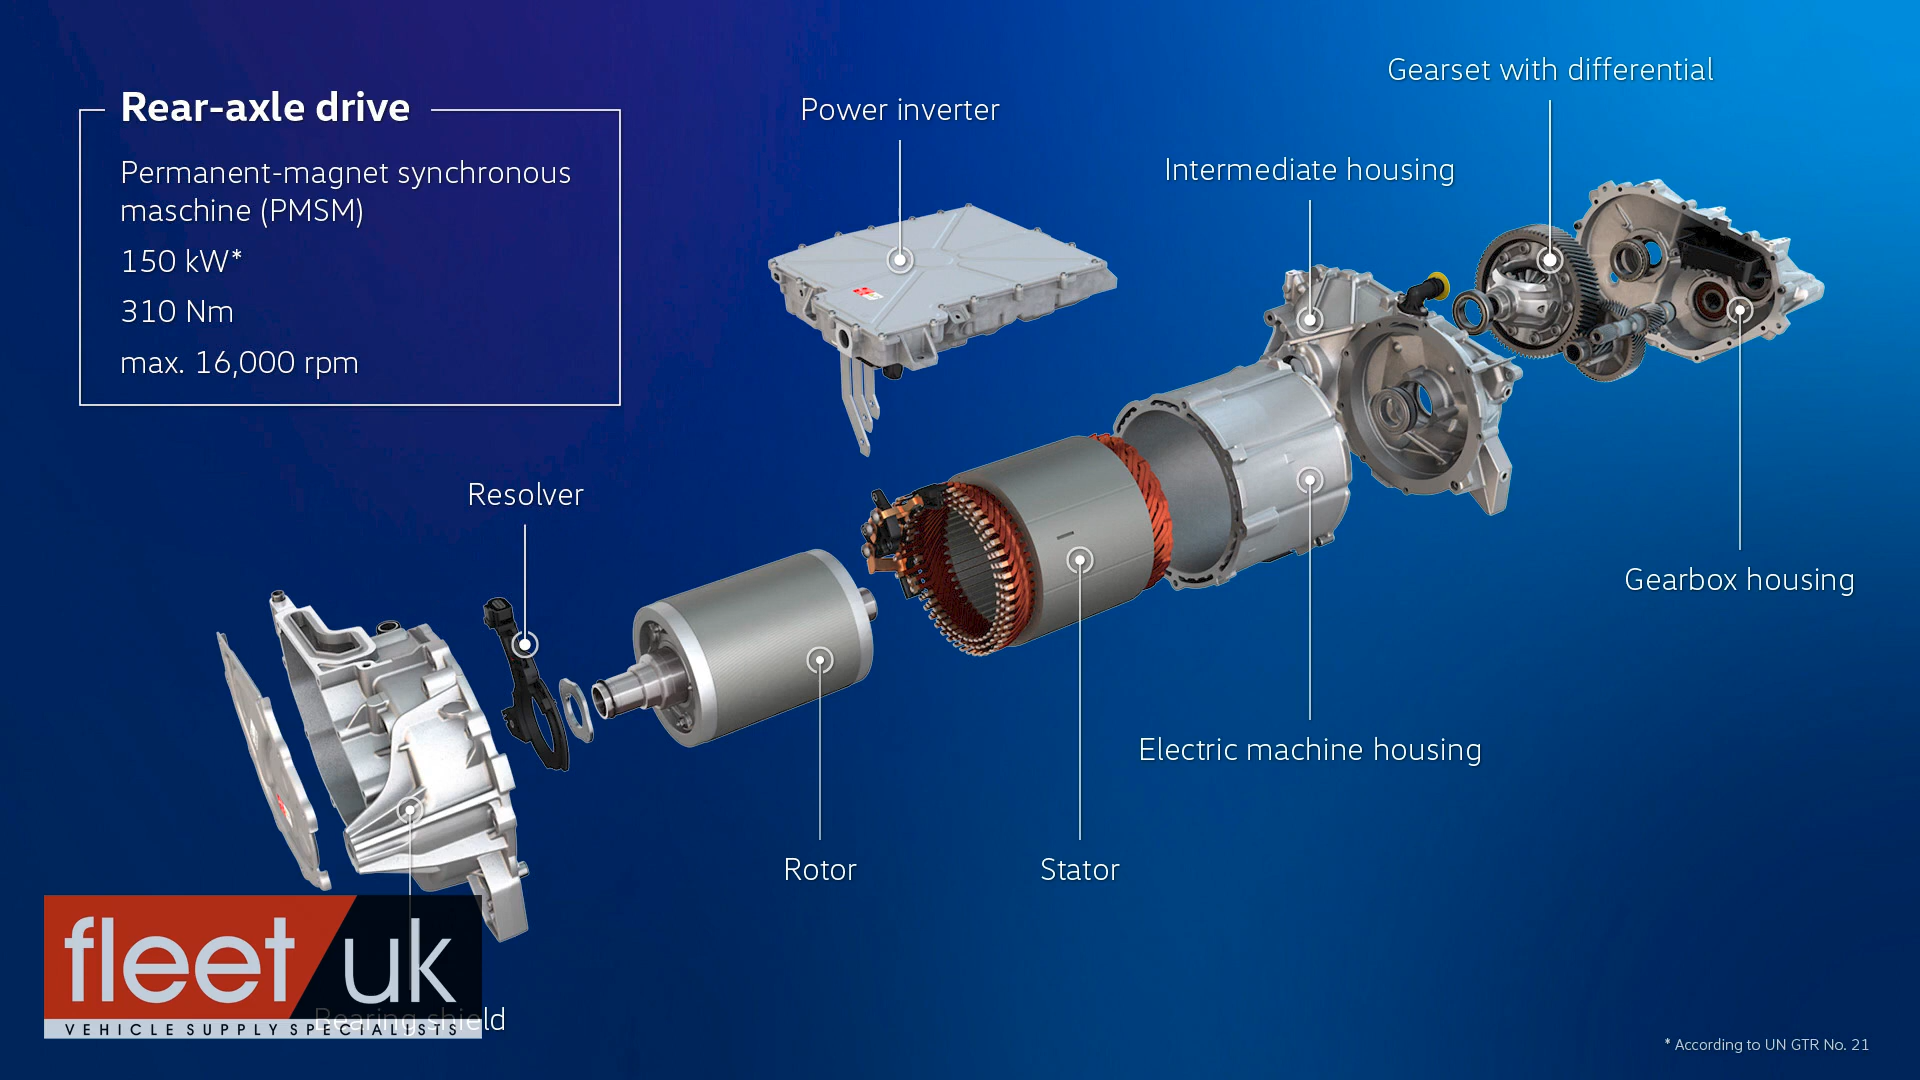 Gearset with differential
Rear-axle drive
Power inverter
Permanent-magnet synchronous
maschine (PMSM)
Intermediate housing
150 kW*
310 Nm
max. 16,000 rpm
Resolver
Gearbox housing
Electric machine housing
Rotor
Stator
fleet uk
VEHICLE SUPPLY SPECIALISTS
Bearing shield
* According to UN GTR No. 21